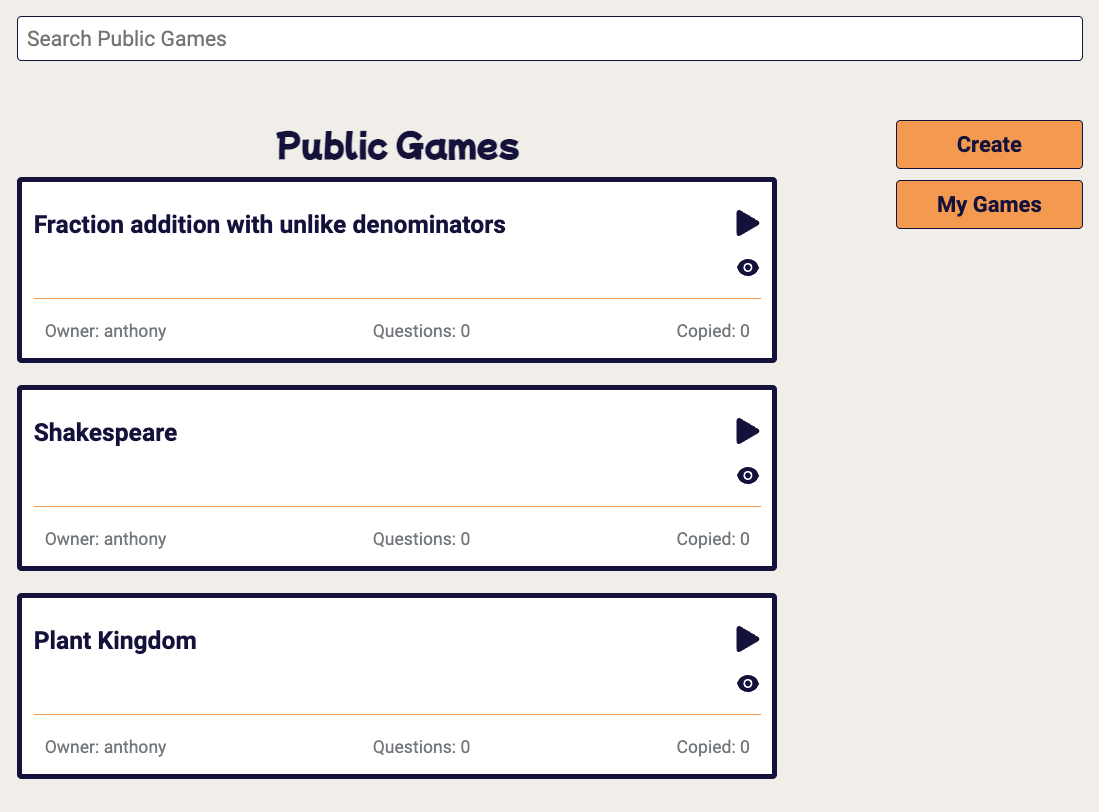 Search Public Games
Public Games
Create
My Games
Fraction addition with unlike denominators
Owner: anthony Questions: 0 Copied: 0
Shakespeare
Owner: anthony Questions: 0 Copied: 0
Plant Kingdom
Owner: anthony Questions: 0 Copied: 0